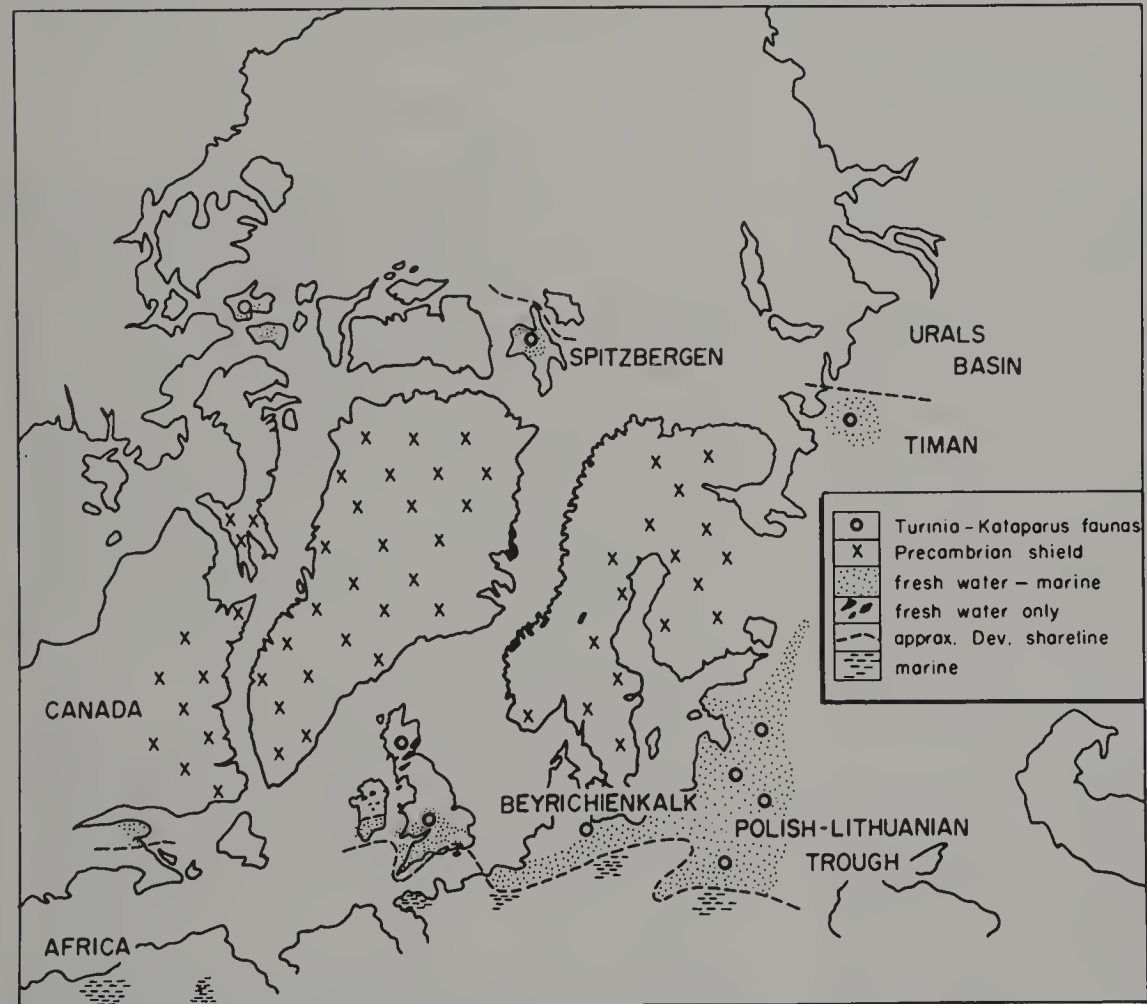 SPITZBERGEN
URALS
BASIN
TIMAN
Turinia - Kataparus faunas
x Precambrian shield
fresh water - marine
fresh water only
approx. Dev. shoreline
marine
CANADA
BEYRICHIENKALK
POLISH-LITHUANIAN
TROUGH
AFRICA